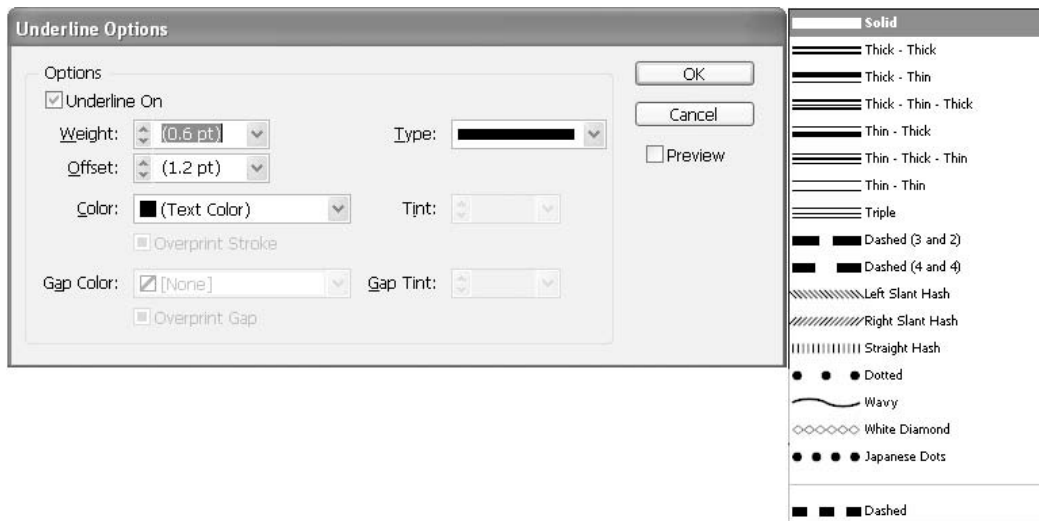 Underline Options
Options
Underline On
Weight: (0.6 pt) Type:
Offset: (1.2 pt)
Color: (Text Color) Tint:
Overprint Stroke
Gap Color: [None] Gap Tint:
Overprint Gap
OK
Cancel
Preview
Solid
Thick - Thick
Thick - Thin
Thick - Thin - Thick
Thin - Thick
Thin - Thick - Thin
Thin - Thin
Triple
Dashed (3 and 2)
Dashed (4 and 4)
Left Slant Hash
Right Slant Hash
Straight Hash
Dotted
Wavy
White Diamond
Japanese Dots
Dashed